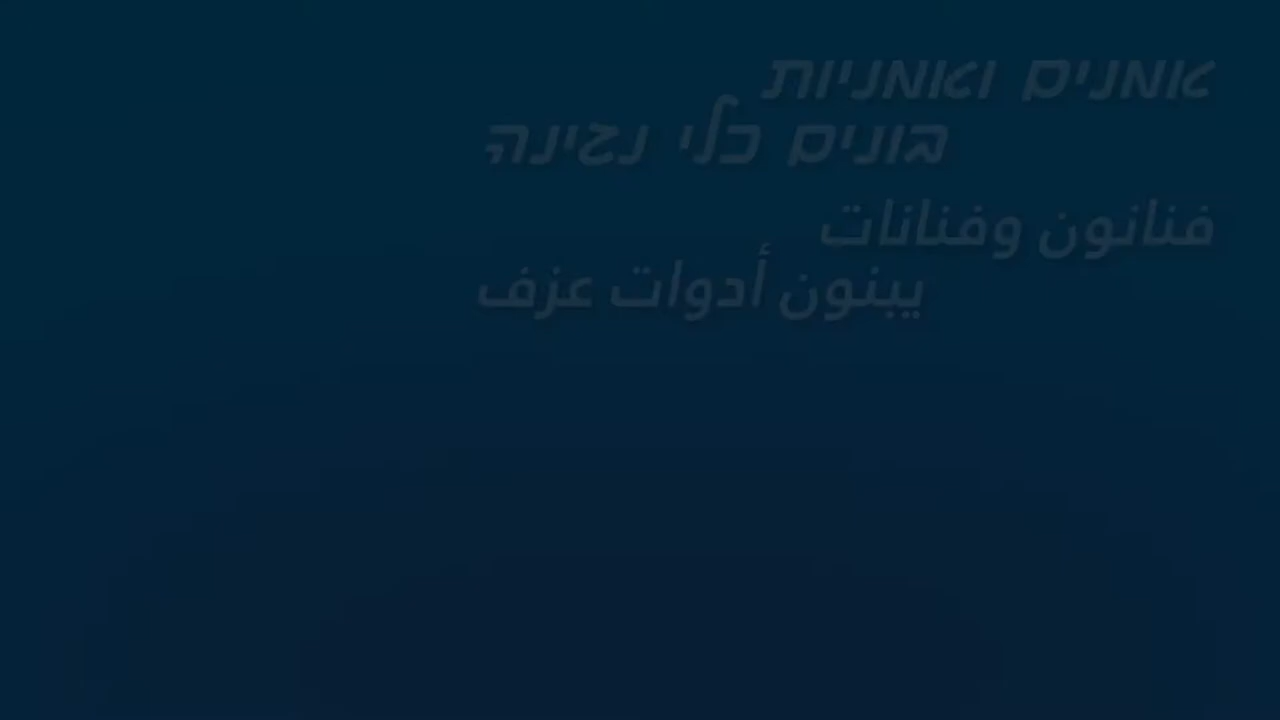 אומנים ואומניות
בונים כלי נגינה
فنانون وفنانات
يبنون أدوات عزف